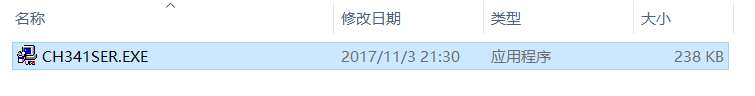 名称 修改日期 类型 大小
CH341SER.EXE 2017/11/3 21:30 应用程序 238 KB